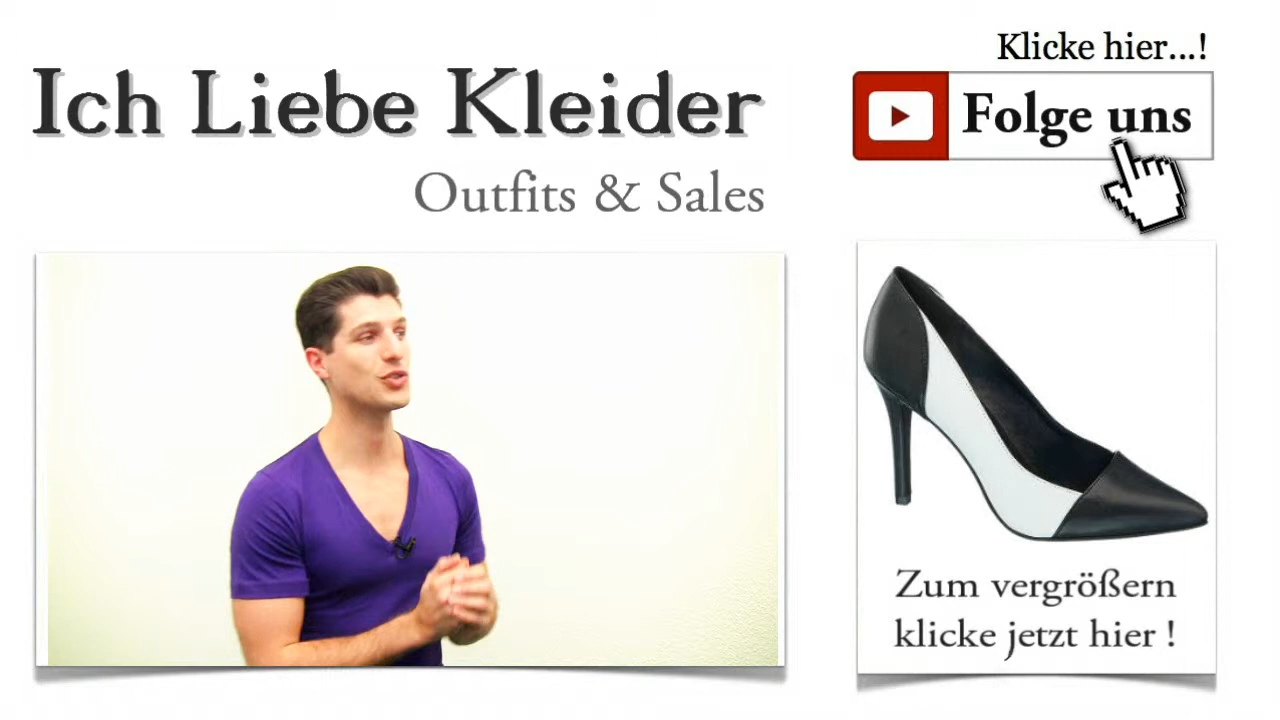 Ich Liebe Kleider
Outfits & Sales
Klicke hier...!
Folge uns
Zum vergrößern
klicke jetzt hier !